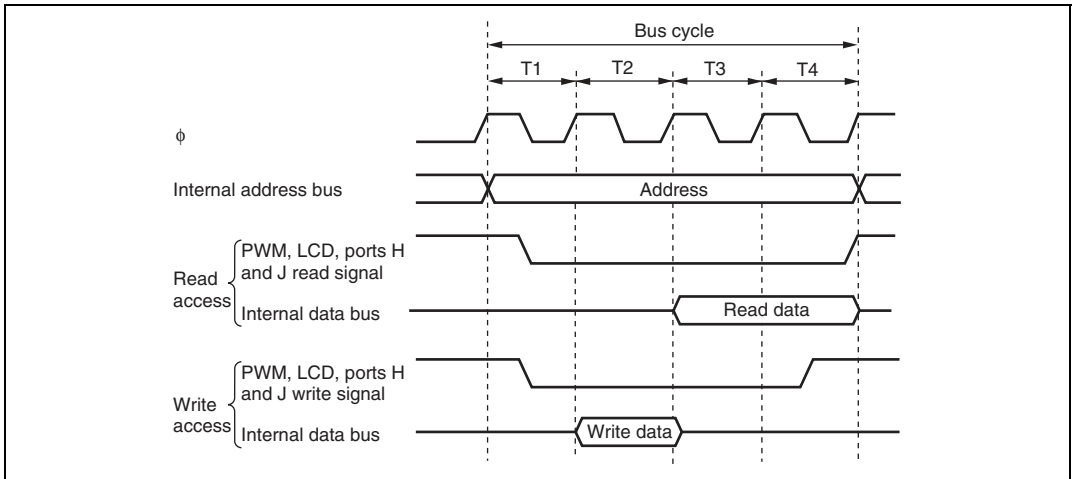 Bus cycle
T1 T2 T3 T4
ϕ
Internal address bus
Address
Read access
PWM, LCD, ports H
and J read signal
Internal data bus
Read data
Write access
PWM, LCD, ports H
and J write signal
Internal data bus
Write data